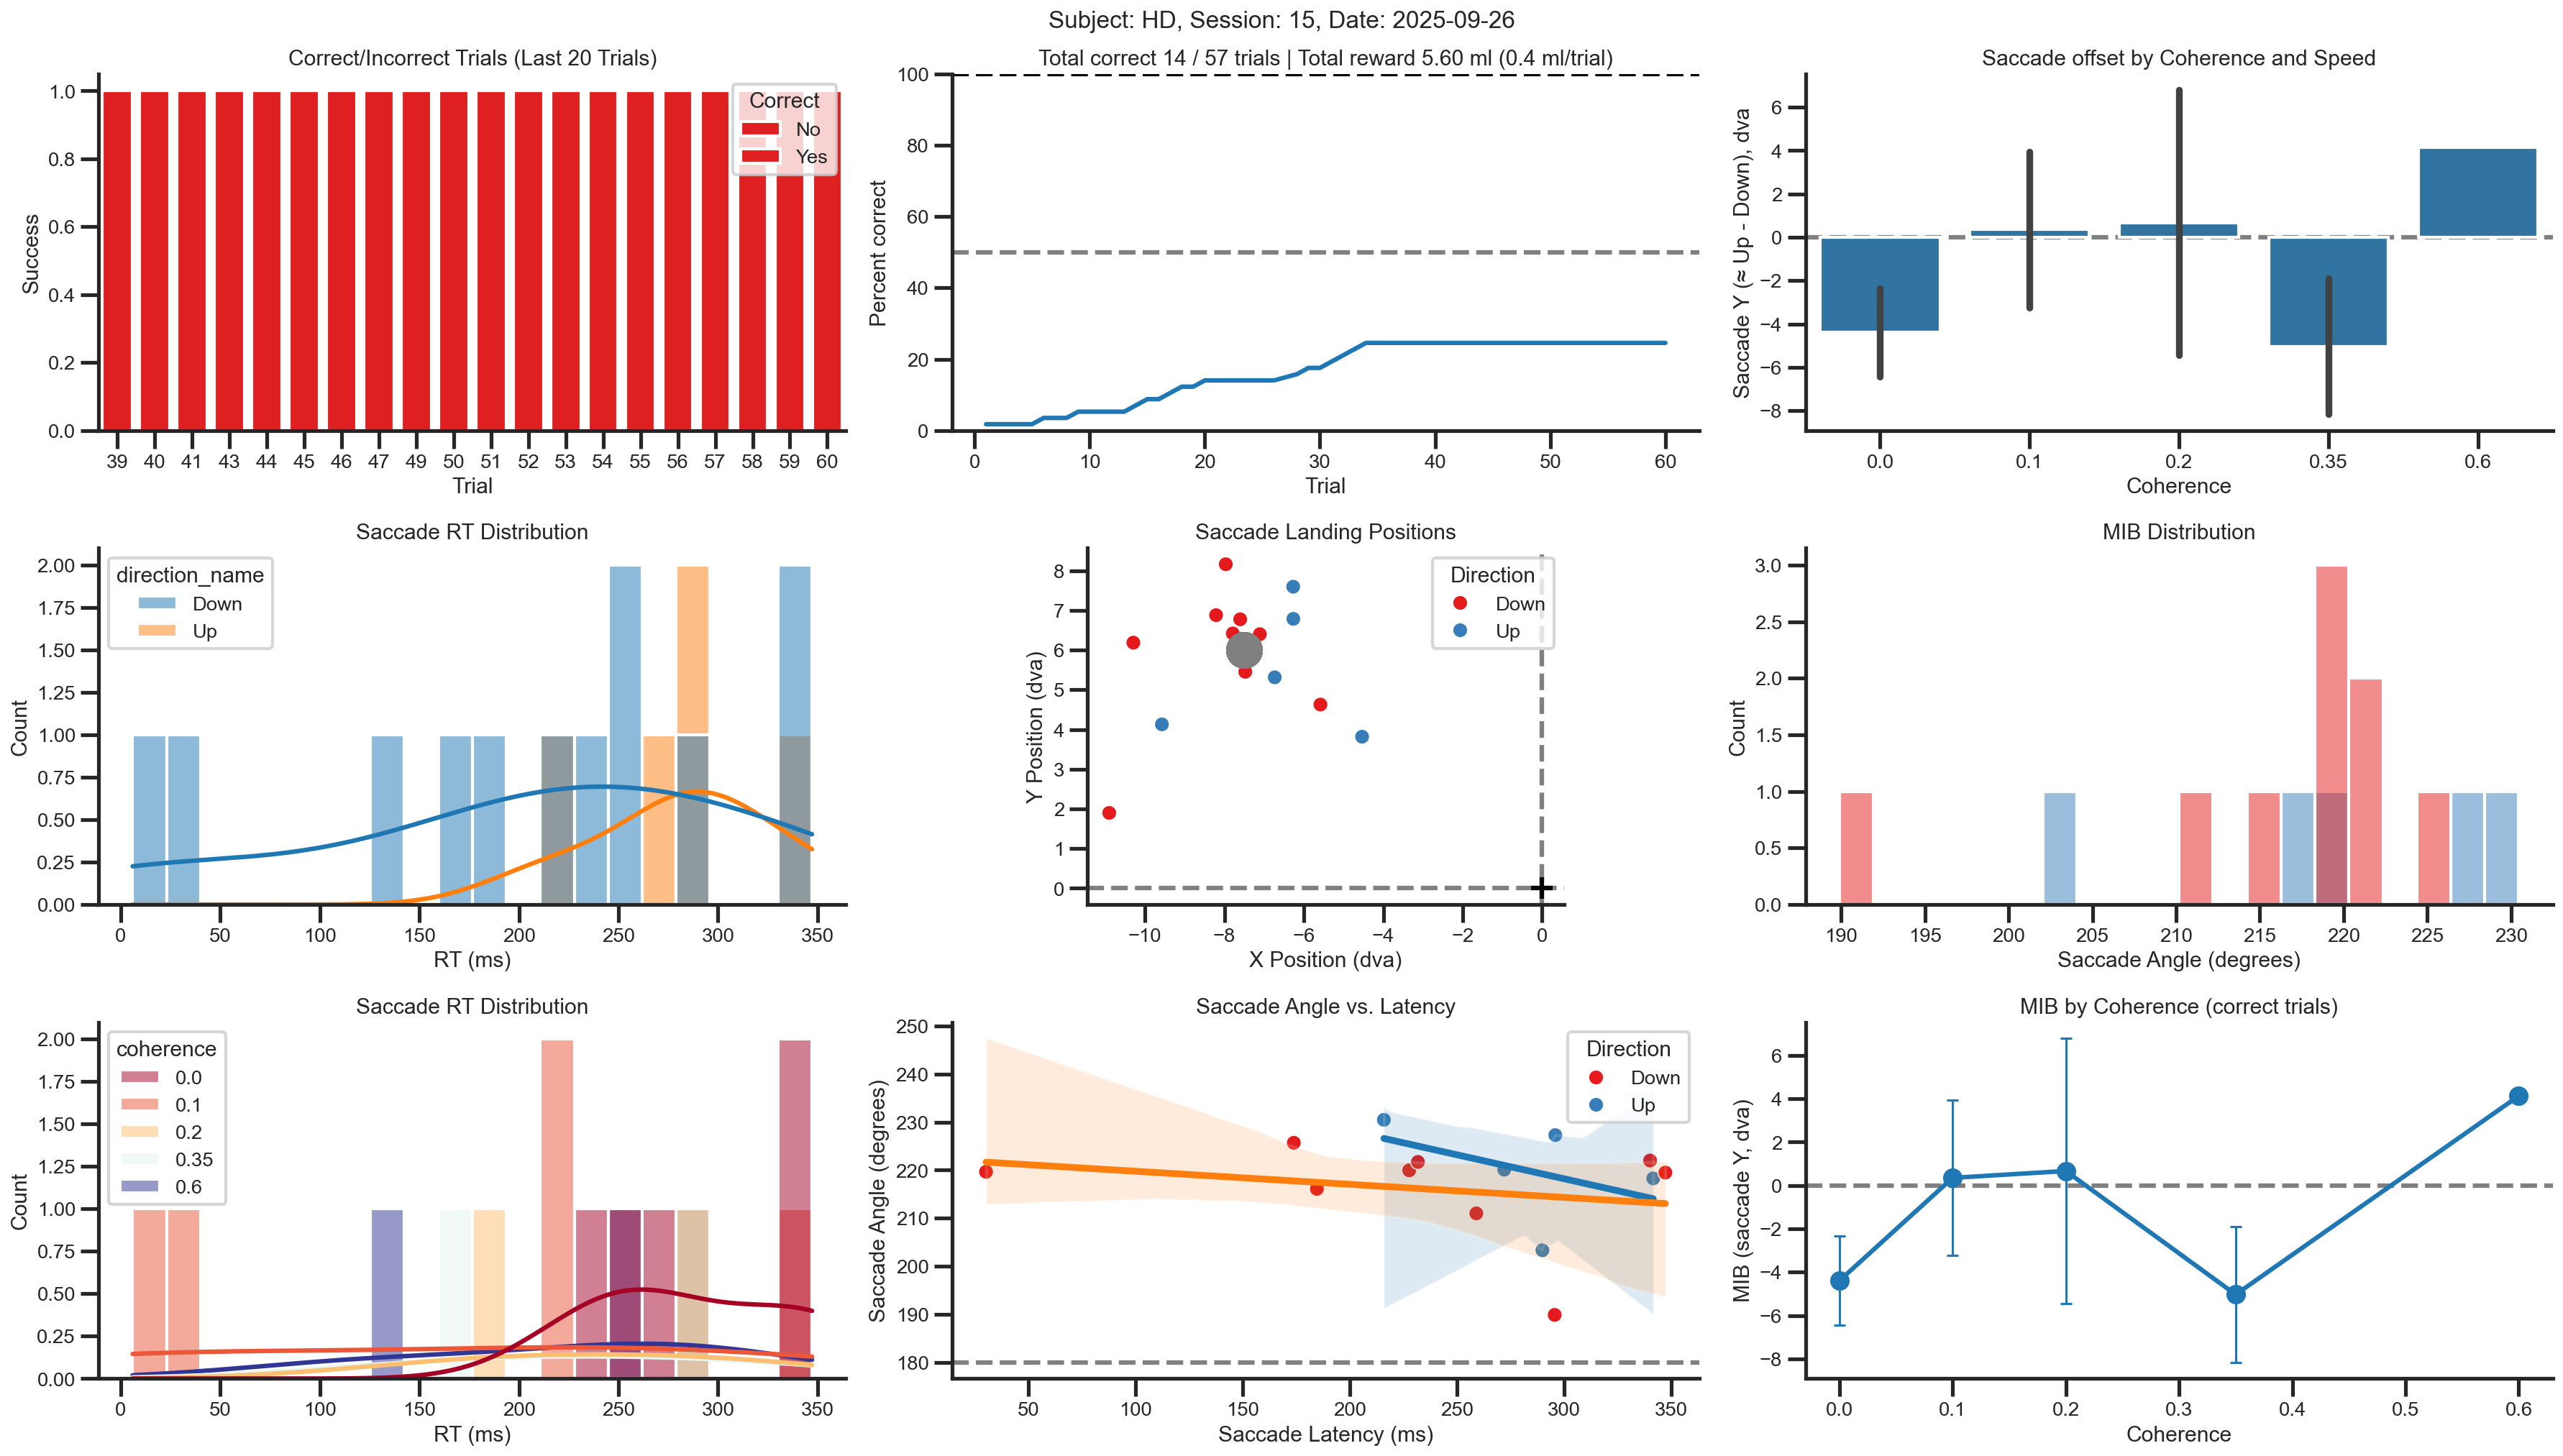 Subject: HD, Session: 15, Date: 2025-09-26
Correct/Incorrect Trials (Last 20 Trials)
Success
1.0
0.8
0.6
0.4
0.2
0.0
Correct
No
Yes
39 40 41 43 44 45 46 47 49 50 51 52 53 54 55 56 57 58 59 60
Trial
Total correct 14 / 57 trials | Total reward 5.60 ml (0.4 ml/trial)
Percent correct
100
80
60
40
20
0
0 10 20 30 40 50 60
Trial
Saccade offset by Coherence and Speed
Saccade Y (≈ Up - Down), dva
6
4
2
0
−2
−4
−6
−8
0.0 0.1 0.2 0.35 0.6
Coherence
Saccade RT Distribution
Count
2.00
1.75
1.50
1.25
1.00
0.75
0.50
0.25
0.00
direction_name
Down
Up
0 50 100 150 200 250 300 350
RT (ms)
Saccade Landing Positions
Y Position (dva)
8
7
6
5
4
3
2
1
0
Direction
Down
Up
−10 −8 −6 −4 −2 0
X Position (dva)
MIB Distribution
Count
3.0
2.5
2.0
1.5
1.0
0.5
0.0
190 195 200 205 210 215 220 225 230
Saccade Angle (degrees)
Saccade RT Distribution
Count
2.00
1.75
1.50
1.25
1.00
0.75
0.50
0.25
0.00
coherence
0.0
0.1
0.2
0.35
0.6
0 50 100 150 200 250 300 350
RT (ms)
Saccade Angle vs. Latency
Saccade Angle (degrees)
250
240
230
220
210
200
190
180
Direction
Down
Up
50 100 150 200 250 300 350
Saccade Latency (ms)
MIB by Coherence (correct trials)
MIB (saccade Y, dva)
6
4
2
0
−2
−4
−6
−8
0.0 0.1 0.2 0.3 0.4 0.5 0.6
Coherence